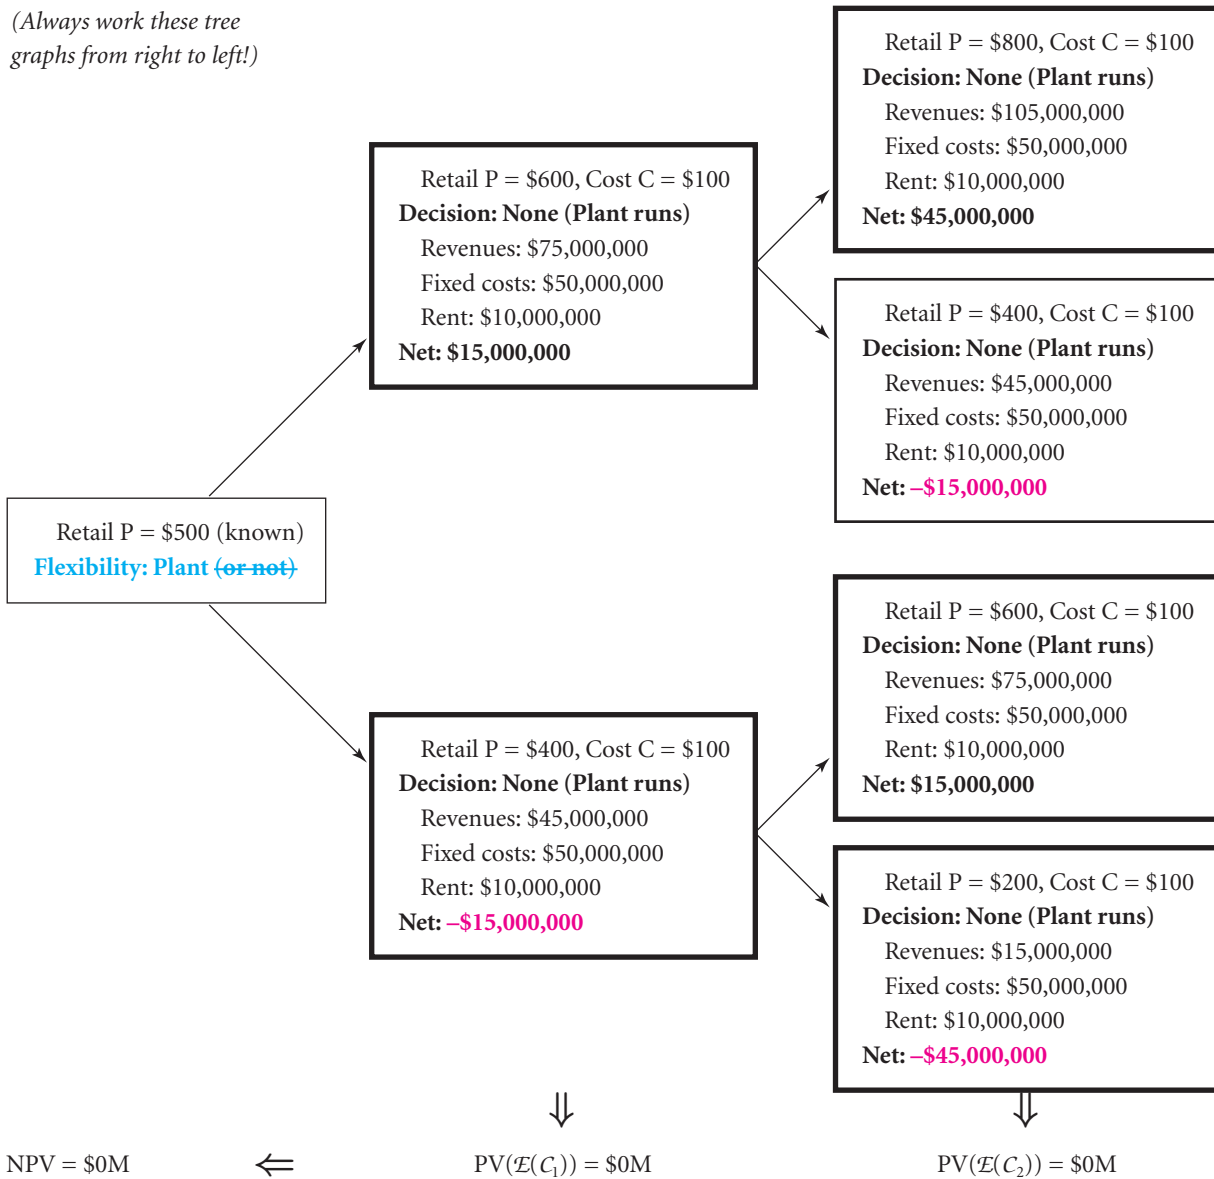 (Always work these tree
graphs from right to left!)
Retail P = $800, Cost C = $100
Decision: None (Plant runs)
Revenues: $105,000,000
Fixed costs: $50,000,000
Rent: $10,000,000
Net: $45,000,000
Retail P = $600, Cost C = $100
Decision: None (Plant runs)
Revenues: $75,000,000
Fixed costs: $50,000,000
Rent: $10,000,000
Net: $15,000,000
Retail P = $400, Cost C = $100
Decision: None (Plant runs)
Revenues: $45,000,000
Fixed costs: $50,000,000
Rent: $10,000,000
Net: –$15,000,000
Retail P = $500 (known)
Flexibility: Plant (or not)
Retail P = $600, Cost C = $100
Decision: None (Plant runs)
Revenues: $75,000,000
Fixed costs: $50,000,000
Rent: $10,000,000
Net: $15,000,000
Retail P = $400, Cost C = $100
Decision: None (Plant runs)
Revenues: $45,000,000
Fixed costs: $50,000,000
Rent: $10,000,000
Net: –$15,000,000
Retail P = $200, Cost C = $100
Decision: None (Plant runs)
Revenues: $15,000,000
Fixed costs: $50,000,000
Rent: $10,000,000
Net: –$45,000,000
⇓ ⇓
NPV = $0M ⇐ PV(ℰ(C₁)) = $0M PV(ℰ(C₂)) = $0M